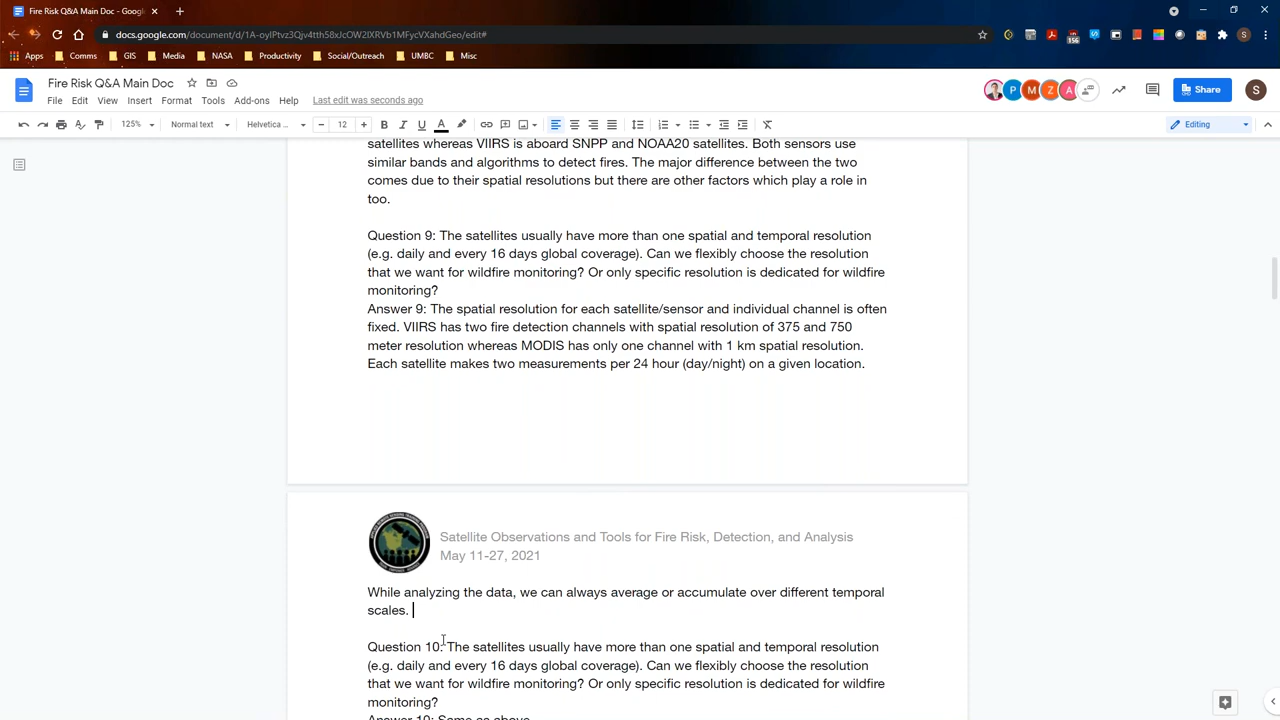 Fire Risk Q&A Main Doc - Googl
docs.google.com/document/d/1A-oyIPtvz3Qjv4tth58xJcOW2IXRVb1MFycVXahdGeo/edit#
S
Apps Comms GIS Media NASA Productivity Social/Outreach UMBC Misc
Fire Risk Q&A Main Doc
File Edit View Insert Format Tools Add-ons Help Last edit was seconds ago
P M Z A Share S
125% Normal text Helvetica ... 12 B I U A Editing
satellites whereas VIIRS is aboard SNPP and NOAA20 satellites. Both sensors use
similar bands and algorithms to detect fires. The major difference between the two
comes due to their spatial resolutions but there are other factors which play a role in
too.
Question 9: The satellites usually have more than one spatial and temporal resolution
(e.g. daily and every 16 days global coverage). Can we flexibly choose the resolution
that we want for wildfire monitoring? Or only specific resolution is dedicated for wildfire
monitoring?
Answer 9: The spatial resolution for each satellite/sensor and individual channel is often
fixed. VIIRS has two fire detection channels with spatial resolution of 375 and 750
meter resolution whereas MODIS has only one channel with 1 km spatial resolution.
Each satellite makes two measurements per 24 hour (day/night) on a given location.
Satellite Observations and Tools for Fire Risk, Detection, and Analysis
May 11-27, 2021
While analyzing the data, we can always average or accumulate over different temporal
scales.
Question 10: The satellites usually have more than one spatial and temporal resolution
(e.g. daily and every 16 days global coverage). Can we flexibly choose the resolution
that we want for wildfire monitoring? Or only specific resolution is dedicated for wildfire
monitoring?
Answer 10: Same as above